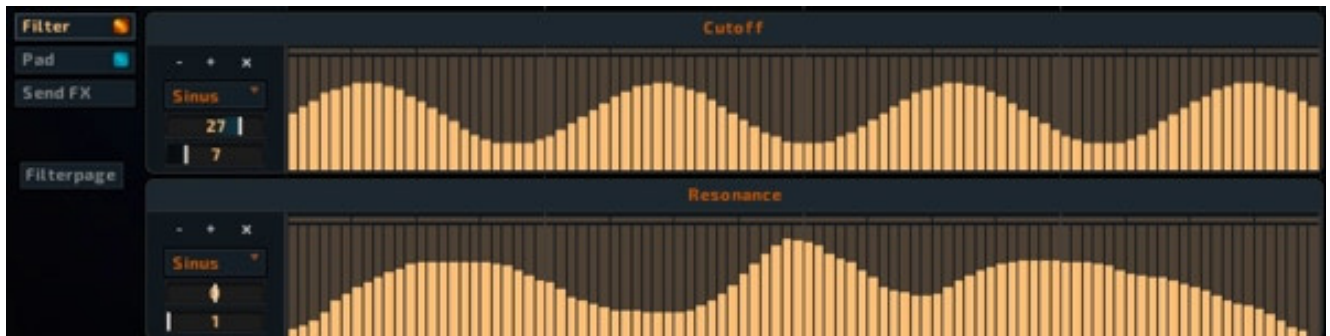 Filter
Pad
Send FX
Filterpage
Cutoff
- + x
Sinus
27
7
Resonance
- + x
Sinus
1